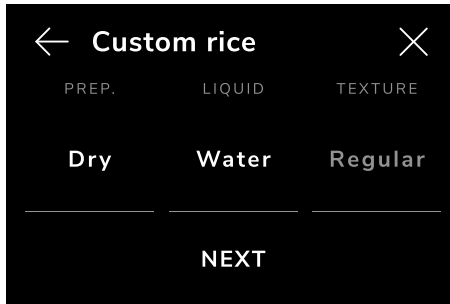 Custom rice
PREP. LIQUID TEXTURE
Dry Water Regular
NEXT